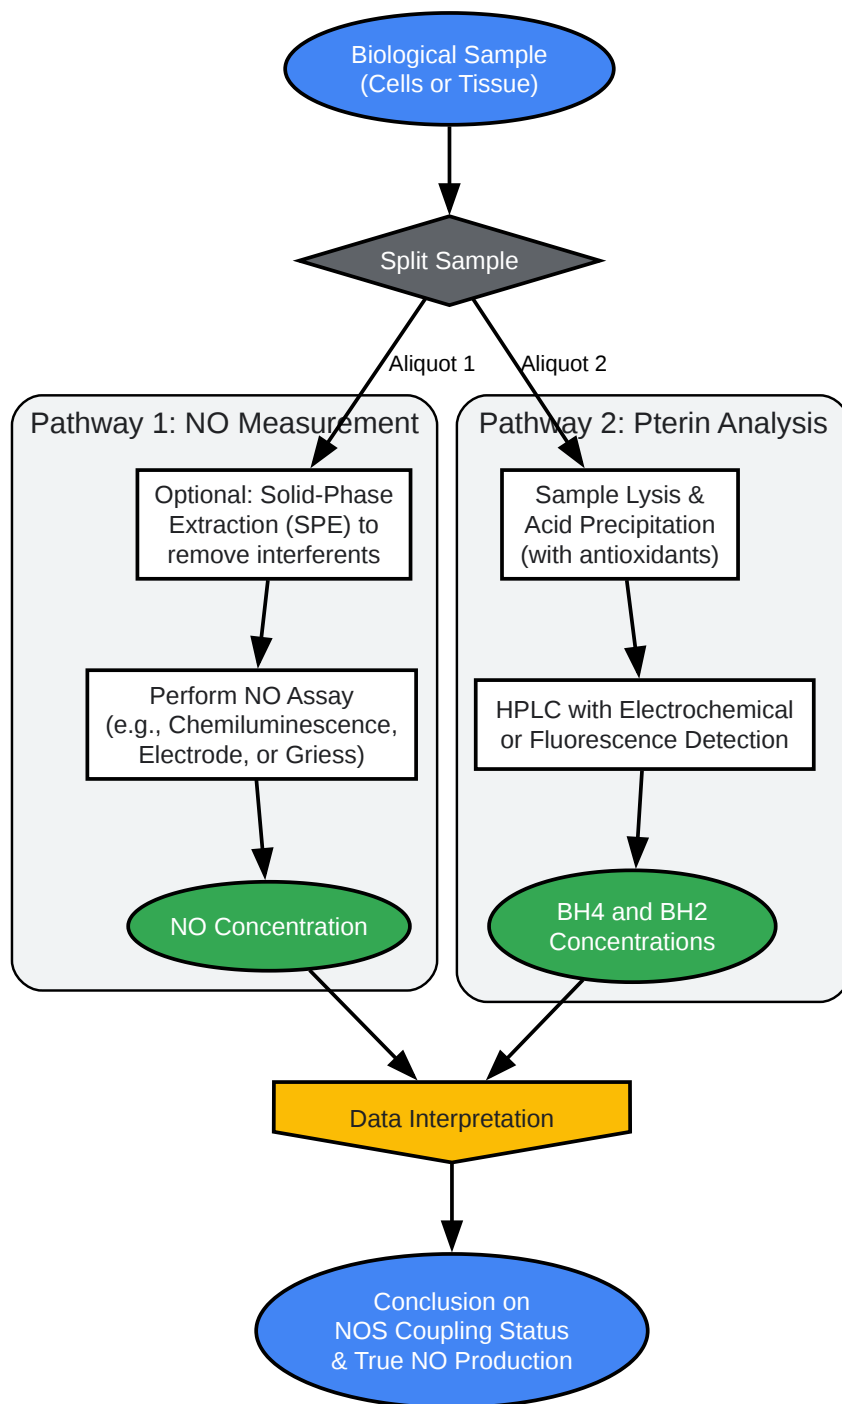 Biological Sample
(Cells or Tissue)
Split Sample
Aliquot 1
Aliquot 2
Pathway 1: NO Measurement
Optional: Solid-Phase
Extraction (SPE) to
remove interferents
Perform NO Assay
(e.g., Chemiluminescence,
Electrode, or Griess)
NO Concentration
Pathway 2: Pterin Analysis
Sample Lysis &
Acid Precipitation
(with antioxidants)
HPLC with Electrochemical
or Fluorescence Detection
BH4 and BH2
Concentrations
Data Interpretation
Conclusion on
NOS Coupling Status
& True NO Production